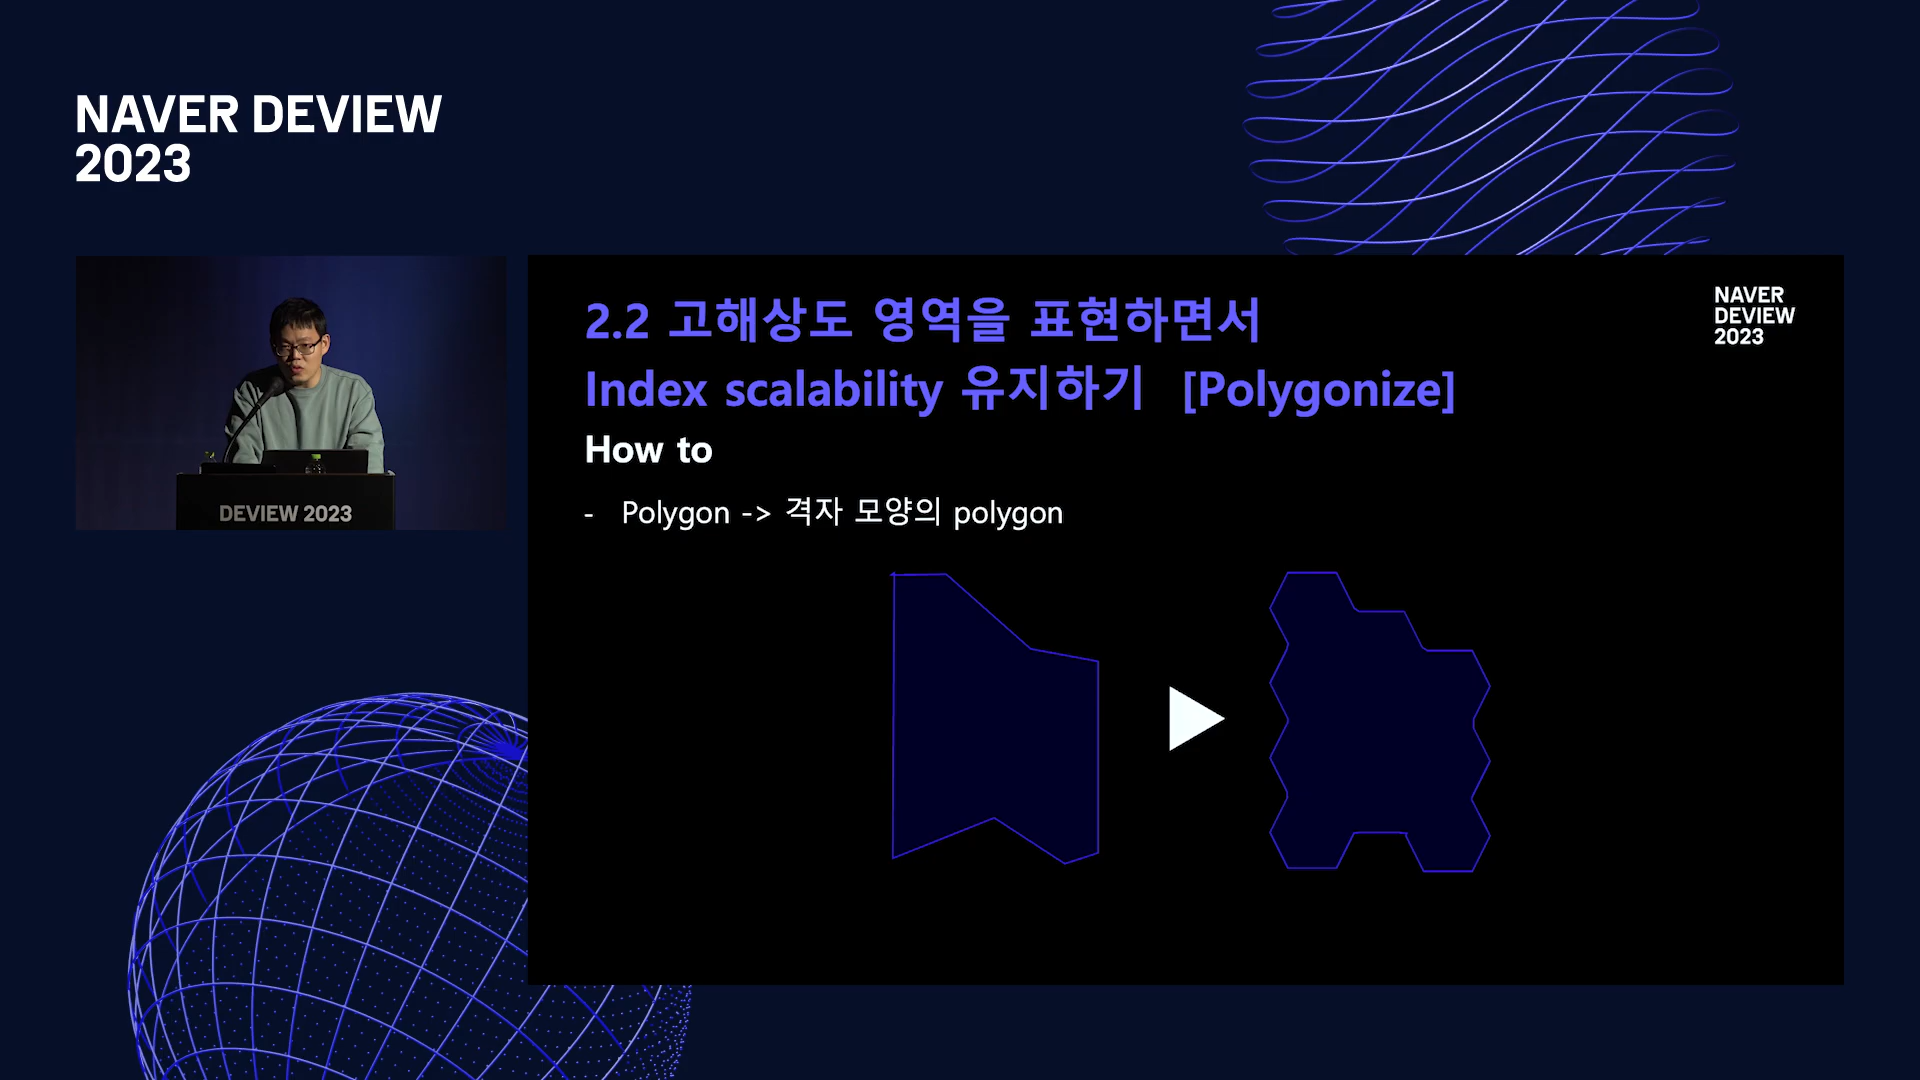 NAVER DEVIEW
2023
DEVIEW 2023
2.2 고해상도 영역을 표현하면서
Index scalability 유지하기 [Polygonize]
How to
- Polygon -> 격자 모양의 polygon
NAVER
DEVIEW
2023